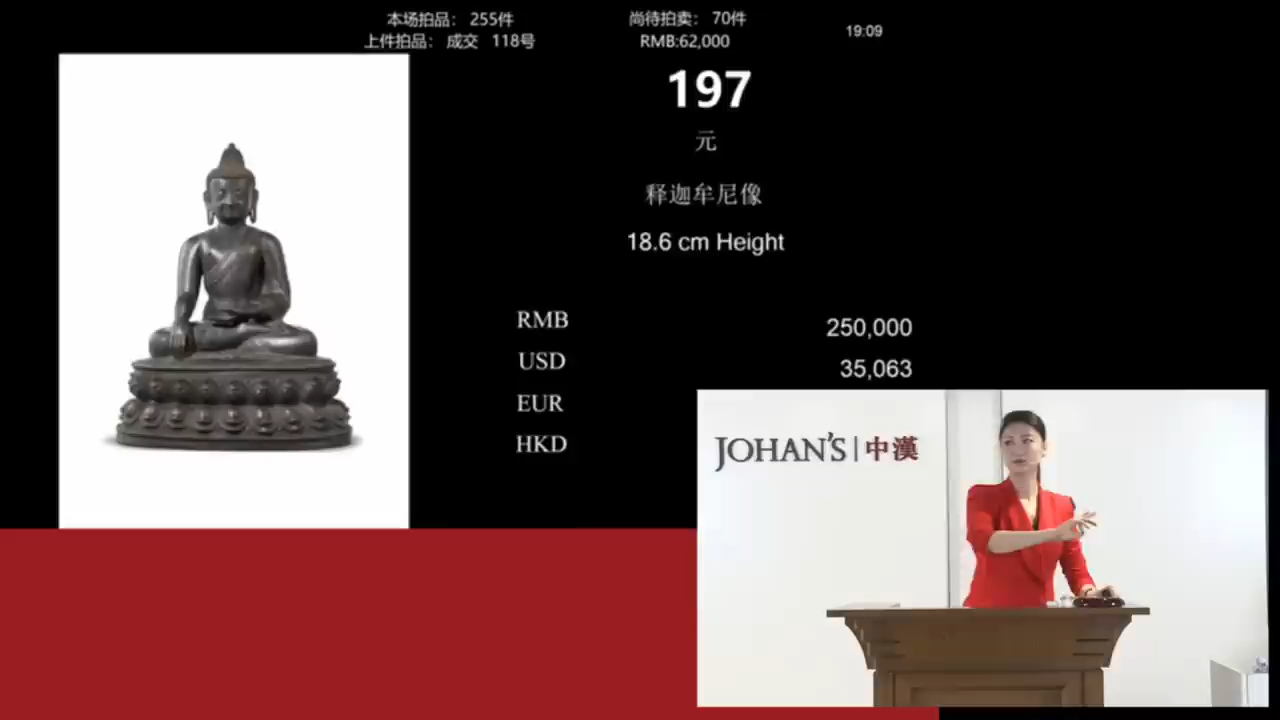 本场拍品： 255件
尚待拍卖： 70件
上件拍品： 成交 118号
RMB:62,000
19:09
197
元
释迦牟尼像
18.6 cm Height
RMB 250,000
USD 35,063
EUR
HKD
JOHAN'S | 中漢